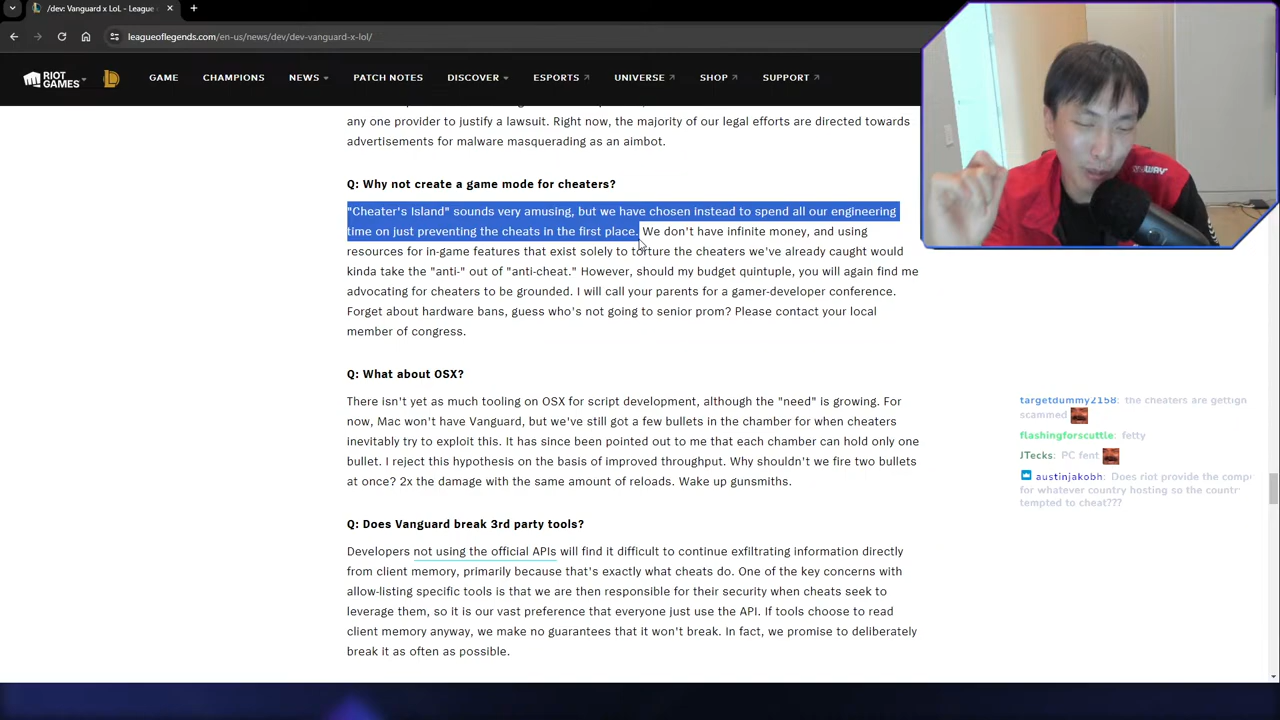 /dev: Vanguard x LoL - League
leagueoflegends.com/en-us/news/dev/dev-vanguard-x-lol/
RIOT GAMES
GAME
CHAMPIONS
NEWS
PATCH NOTES
DISCOVER
ESPORTS
UNIVERSE
SHOP
SUPPORT
any one provider to justify a lawsuit. Right now, the majority of our legal efforts are directed towards
advertisements for malware masquerading as an aimbot.
Q: Why not create a game mode for cheaters?
"Cheater's Island" sounds very amusing, but we have chosen instead to spend all our engineering
time on just preventing the cheats in the first place. We don't have infinite money, and using
resources for in-game features that exist solely to torture the cheaters we've already caught would
kinda take the "anti-" out of "anti-cheat." However, should my budget quintuple, you will again find me
advocating for cheaters to be grounded. I will call your parents for a gamer-developer conference.
Forget about hardware bans, guess who's not going to senior prom? Please contact your local
member of congress.
Q: What about OSX?
There isn't yet as much tooling on OSX for script development, although the "need" is growing. For
now, Mac won't have Vanguard, but we've still got a few bullets in the chamber for when cheaters
inevitably try to exploit this. It has since been pointed out to me that each chamber can hold only one
bullet. I reject this hypothesis on the basis of improved throughput. Why shouldn't we fire two bullets
at once? 2x the damage with the same amount of reloads. Wake up gunsmiths.
Q: Does Vanguard break 3rd party tools?
Developers not using the official APIs will find it difficult to continue exfiltrating information directly
from client memory, primarily because that's exactly what cheats do. One of the key concerns with
allow-listing specific tools is that we are then responsible for their security when cheats seek to
leverage them, so it is our vast preference that everyone just use the API. If tools choose to read
client memory anyway, we make no guarantees that it won't break. In fact, we promise to deliberately
break it as often as possible.
targetdummy2158: the cheaters are gettign
scammed
flashingforscuttle: fetty
JTecks: PC fent
austinjakobh: Does riot provide the comp
for whatever country hosting so the countr
tempted to cheat???